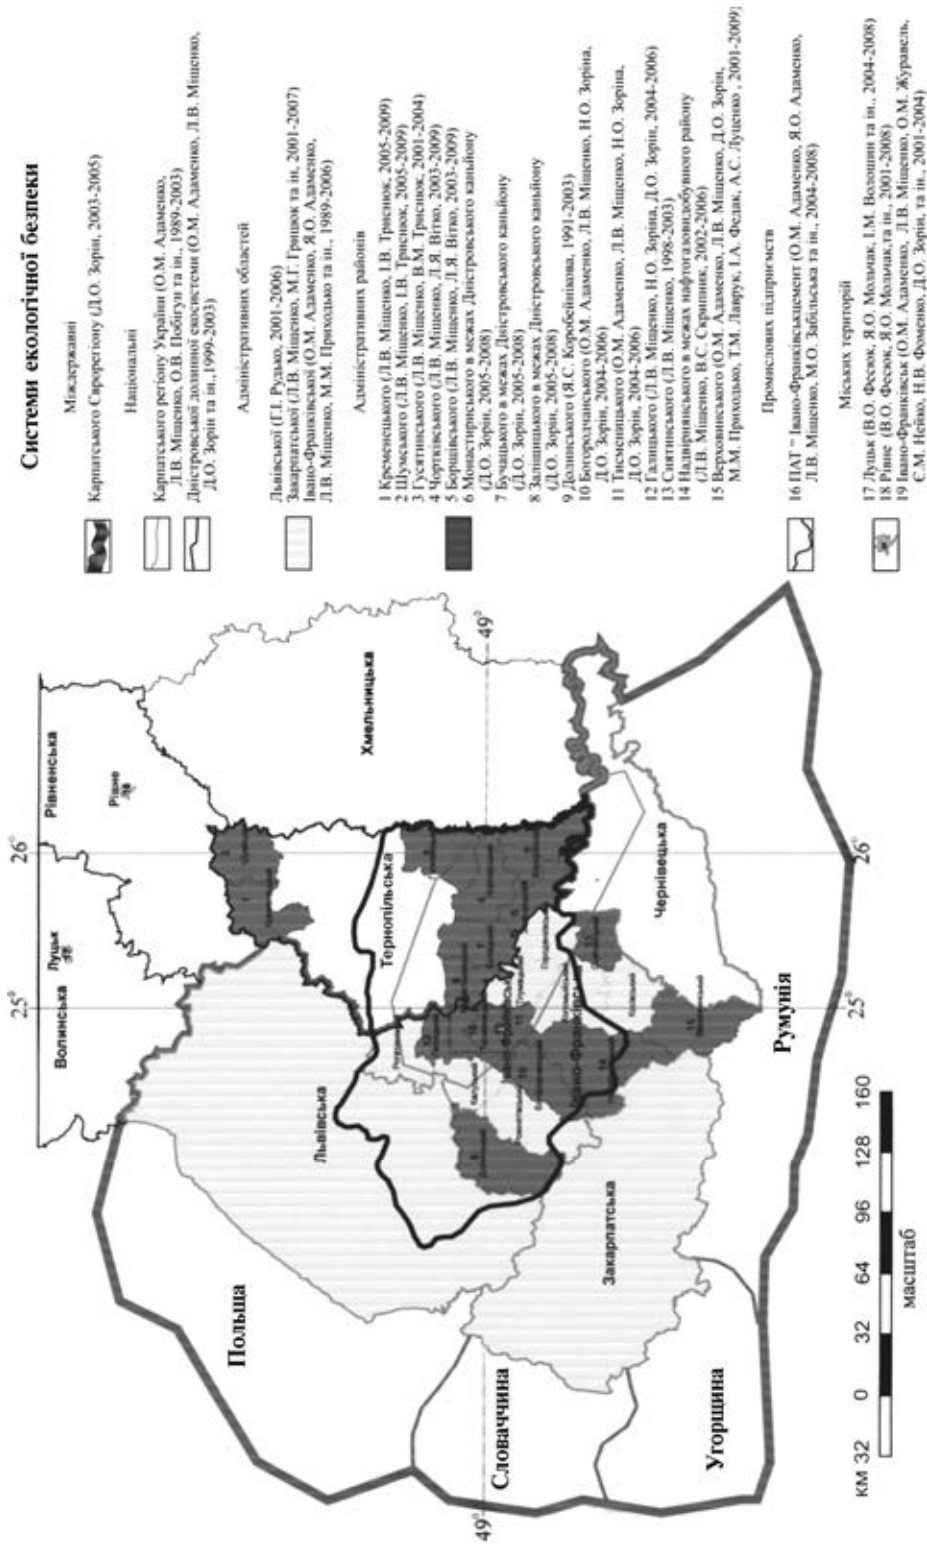 Системи екологічної безпеки
Міждержавні
Карпатського Єврорегіону (Д.О. Зорін, 2003-2005)
Національні
Карпатського регіону України (О.М. Адаменко,
Л.В. Міщенко, О.В. Побігун та ін., 1989-2003)
Дністровської долинної екосистеми (О.М. Адаменко, Л.В. Міщенко,
Д.О. Зорін та ін., 1999-2003)
Адміністративних областей
Львівської (Г.І. Рудько, 2001-2006)
Закарпатської (Л.В. Міщенко, М.Г. Грицюк та ін, 2001-2007)
Івано-Франківської (О.М. Адаменко, Я.О. Адаменко,
Л.В. Міщенко, М.М. Приходько та ін., 1989-2006)
Адміністративних районів
1 Кременецького (Л.В. Міщенко, І.В. Триснюк, 2005-2009)
2 Шумського (Л.В. Міщенко, І.В. Триснюк, 2005-2009)
3 Гусятинського (Л.В. Міщенко, В.М. Триснюк, 2001-2004)
4 Чортківського (Л.В. Міщенко, Л.Я. Вітко, 2003-2009)
5 Борщівського (Л.В. Міщенко, Л.Я. Вітко, 2003-2009)
6 Монастирського в межах Дністровського каньйону
(Д.О. Зорін, 2005-2008)
7 Бучацького в межах Дністровського каньйону
(Д.О. Зорін, 2005-2008)
8 Заліщицького в межах Дністровського каньйону
(Д.О. Зорін, 2005-2008)
9 Долинського (Я.С. Коробейнікова, 1991-2003)
10 Богородчанського (О.М. Адаменко, Л.В. Міщенко, Н.О. Зоріна,
Д.О. Зорін, 2004-2006)
11 Тисменицького (О.М. Адаменко, Л.В. Міщенко, Н.О. Зоріна,
Д.О. Зорін, 2004-2006)
12 Галицького (Л.В. Міщенко, Н.О. Зоріна, Д.О. Зорін, 2004-2006)
13 Снятинського (Л.В. Міщенко, 1998-2003)
14 Надвірнянського в межах нафтогазовидобувного району
(Л.В. Міщенко, В.С. Скрипник, 2002-2006)
15 Верховинського (О.М. Адаменко, Л.В. Міщенко, Д.О. Зорін,
М.М. Приходько, Т.М. Лаврук, І.А. Федак, А.С. Луценко , 2001-2009;
Промислових підприємств
16 ПАТ " Івано-Франківськцемент (О.М. Адаменко, Я.О. Адаменко,
Л.В. Міщенко, М.О. Забільська та ін., 2004-2008)
Міських територій
17 Луцьк (В.О. Фесюк, Я.О. Мольчак, І.М. Волошин та ін., 2004-2008)
18 Рівне (В.О. Фесюк, Я.О. Мольчак,та ін., 2001-2008)
19 Івано-Франківськ (О.М. Адаменко, Л.В. Міщенко, О.М. Журавель,
Є.М. Нейко, Н.В. Фоменко, Д.О. Зорін, та ін., 2001-2004)
Волинська
Луцьк
Рівненська
Рівне
26°
25°
Хмельницька
Тернопільська
Львівська
Польща
49°
49°
Словаччина
Закарпатська
Чернівецька
Угорщина
Румунія
25°
26°
км 32 0 32 64 96 128 160
масштаб